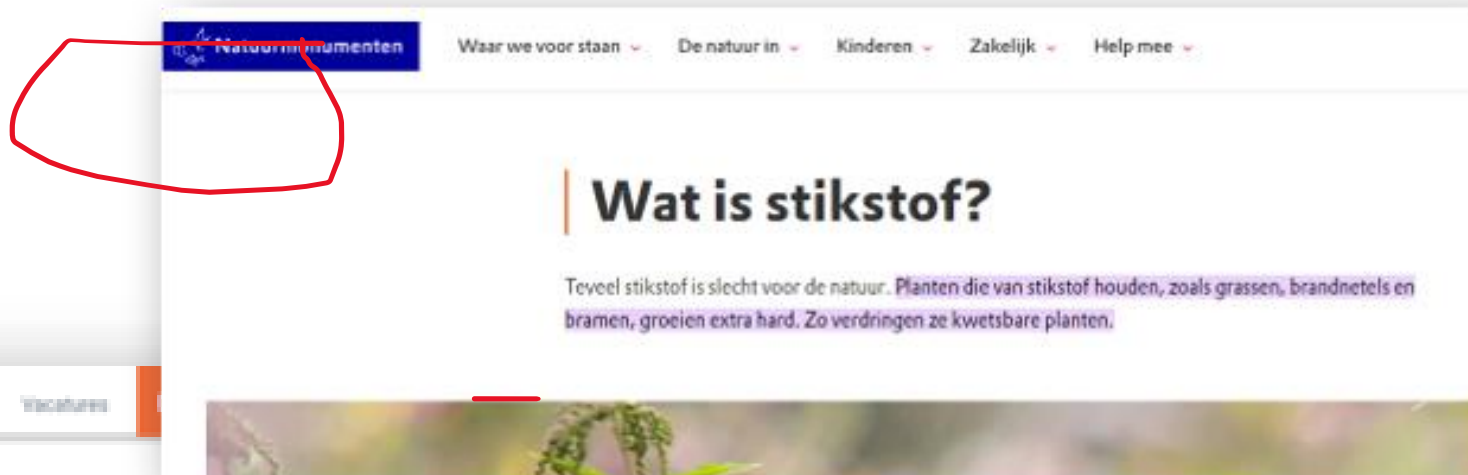 Natuurmonumenten Waar we voor staan De natuur in Kinderen Zakelijk Help mee
Wat is stikstof?
Teveel stikstof is slecht voor de natuur. Planten die van stikstof houden, zoals grassen, brandnetels en
bramen, groeien extra hard. Zo verdringen ze kwetsbare planten.
Vacatures